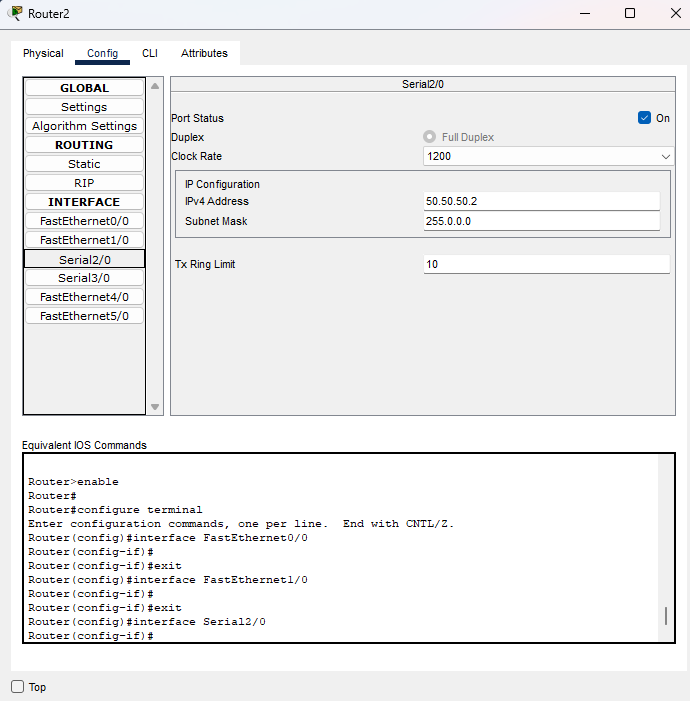 Router2
Physical Config CLI Attributes
GLOBAL
Settings
Algorithm Settings
ROUTING
Static
RIP
INTERFACE
FastEthernet0/0
FastEthernet1/0
Serial2/0
Serial3/0
FastEthernet4/0
FastEthernet5/0
Serial2/0
Port Status On
Duplex Full Duplex
Clock Rate 1200
IP Configuration
IPv4 Address 50.50.50.2
Subnet Mask 255.0.0.0
Tx Ring Limit 10
Equivalent IOS Commands
Router>enable
Router#
Router#configure terminal
Enter configuration commands, one per line.  End with CNTL/Z.
Router(config)#interface FastEthernet0/0
Router(config-if)#
Router(config-if)#exit
Router(config)#interface FastEthernet1/0
Router(config-if)#
Router(config-if)#exit
Router(config)#interface Serial2/0
Router(config-if)#
Top